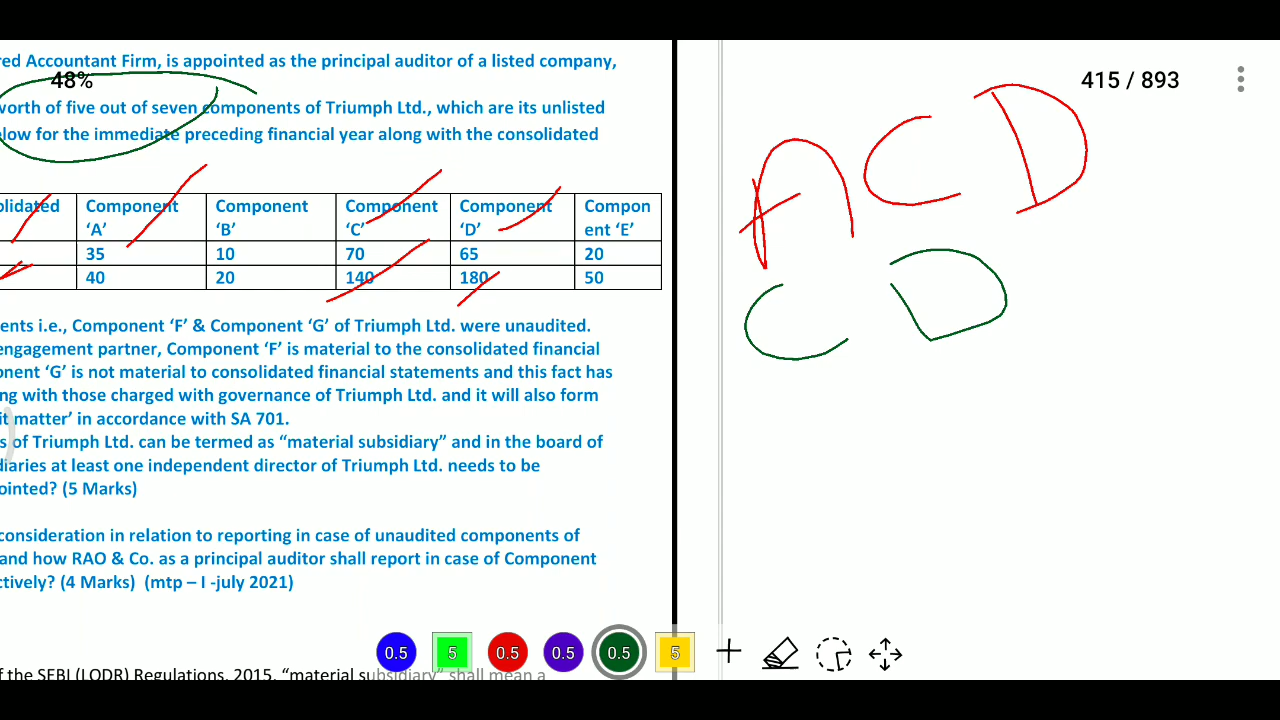 red Accountant Firm, is appointed as the principal auditor of a listed company,
48%
415 / 893
worth of five out of seven components of Triumph Ltd., which are its unlisted
low for the immediate preceding financial year along with the consolidated
A C D
olidated Component ‘A’ Component ‘B’ Component ‘C’ Component ‘D’ Compon ent ‘E’
35 10 70 65 20
40 20 140 180 50
C D
ents i.e., Component ‘F’ & Component ‘G’ of Triumph Ltd. were unaudited.
engagement partner, Component ‘F’ is material to the consolidated financial
onent ‘G’ is not material to consolidated financial statements and this fact has
ng with those charged with governance of Triumph Ltd. and it will also form
it matter’ in accordance with SA 701.
s of Triumph Ltd. can be termed as “material subsidiary” and in the board of
diaries at least one independent director of Triumph Ltd. needs to be
ointed? (5 Marks)
consideration in relation to reporting in case of unaudited components of
and how RAO & Co. as a principal auditor shall report in case of Component
ctively? (4 Marks) (mtp – I -july 2021)
0.5 5 0.5 0.5 0.5 5
f the SEBI (LODR) Regulations, 2015, “material subsidiary” shall mean a